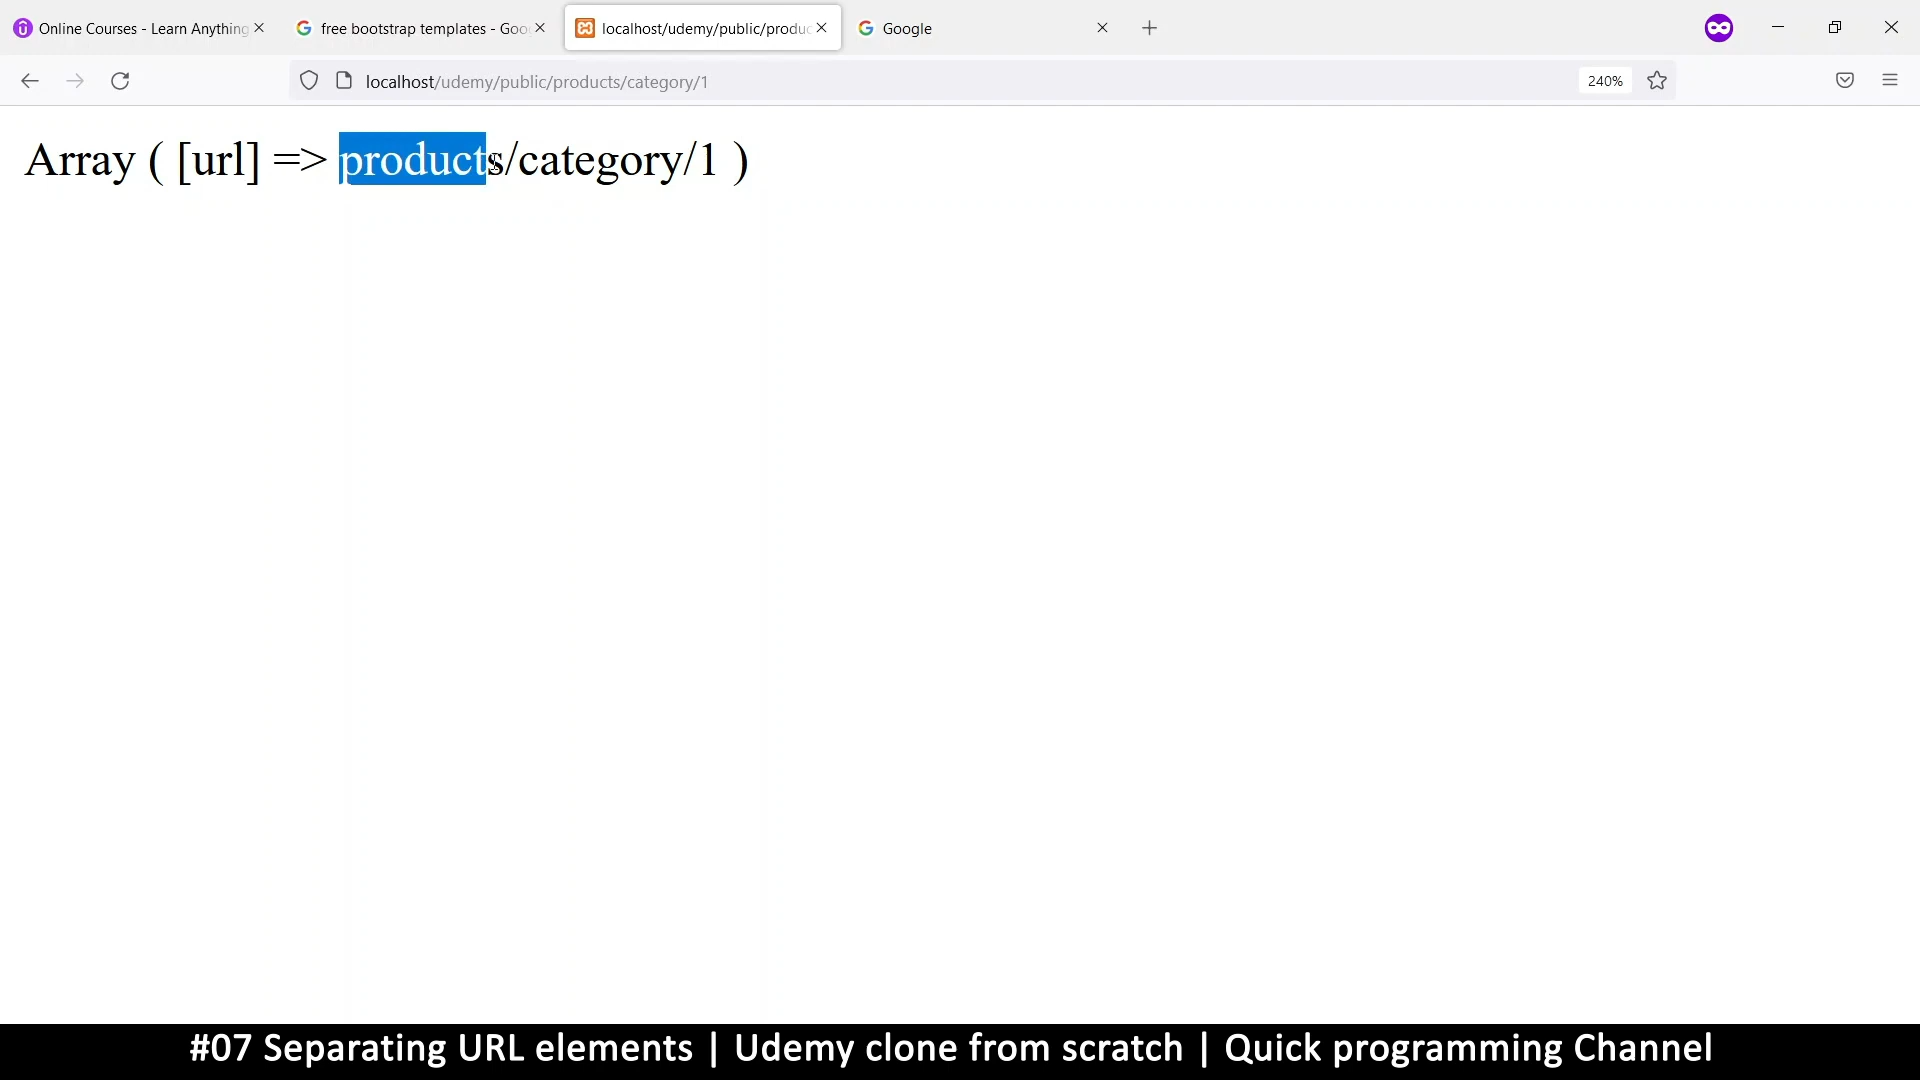 Online Courses - Learn Anything
free bootstrap templates - Goo
localhost/udemy/public/produc
Google
localhost/udemy/public/products/category/1
240%
Array ( [url] => products/category/1 )
#07 Separating URL elements | Udemy clone from scratch | Quick programming Channel